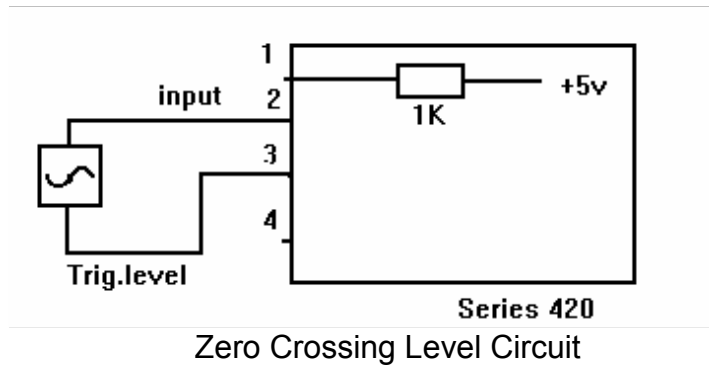 1
+5v
input 2
1K
3
4
Trig.level
Series 420
Zero Crossing Level Circuit